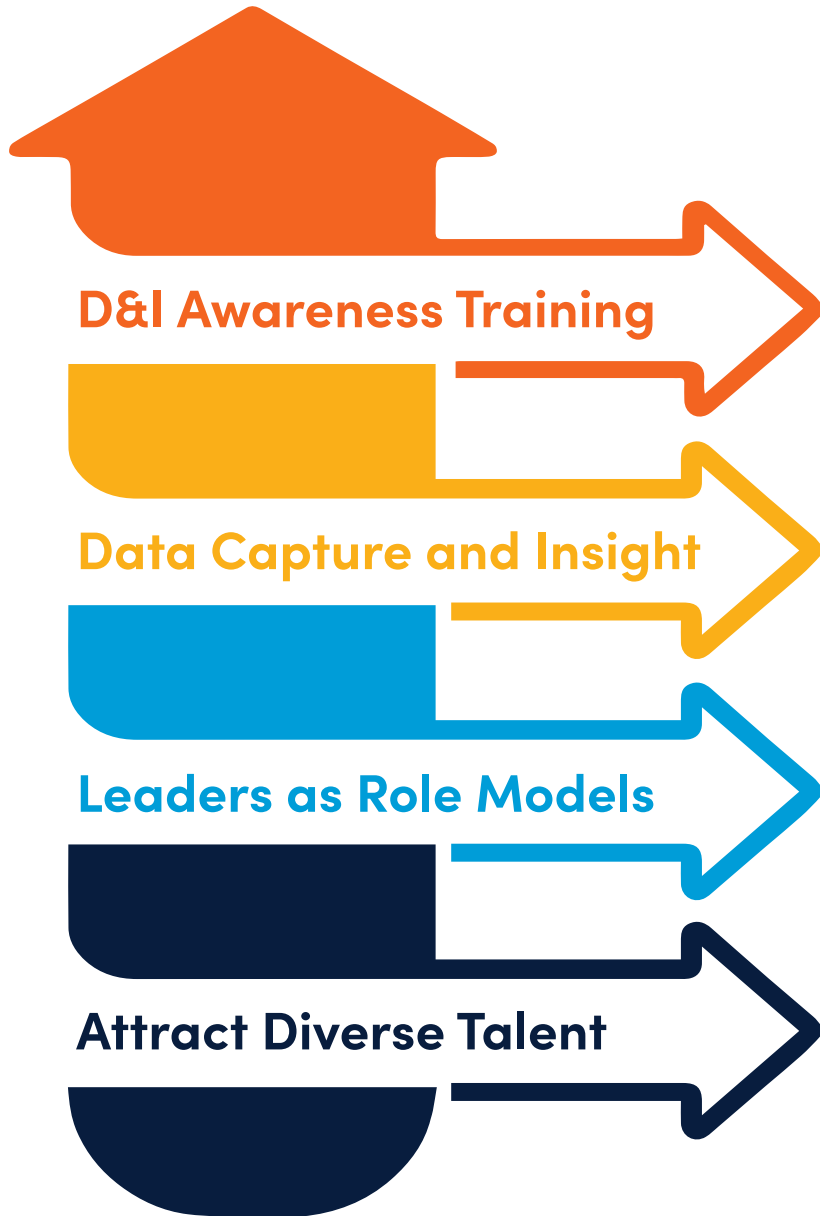 D&I Awareness Training
Data Capture and Insight
Leaders as Role Models
Attract Diverse Talent